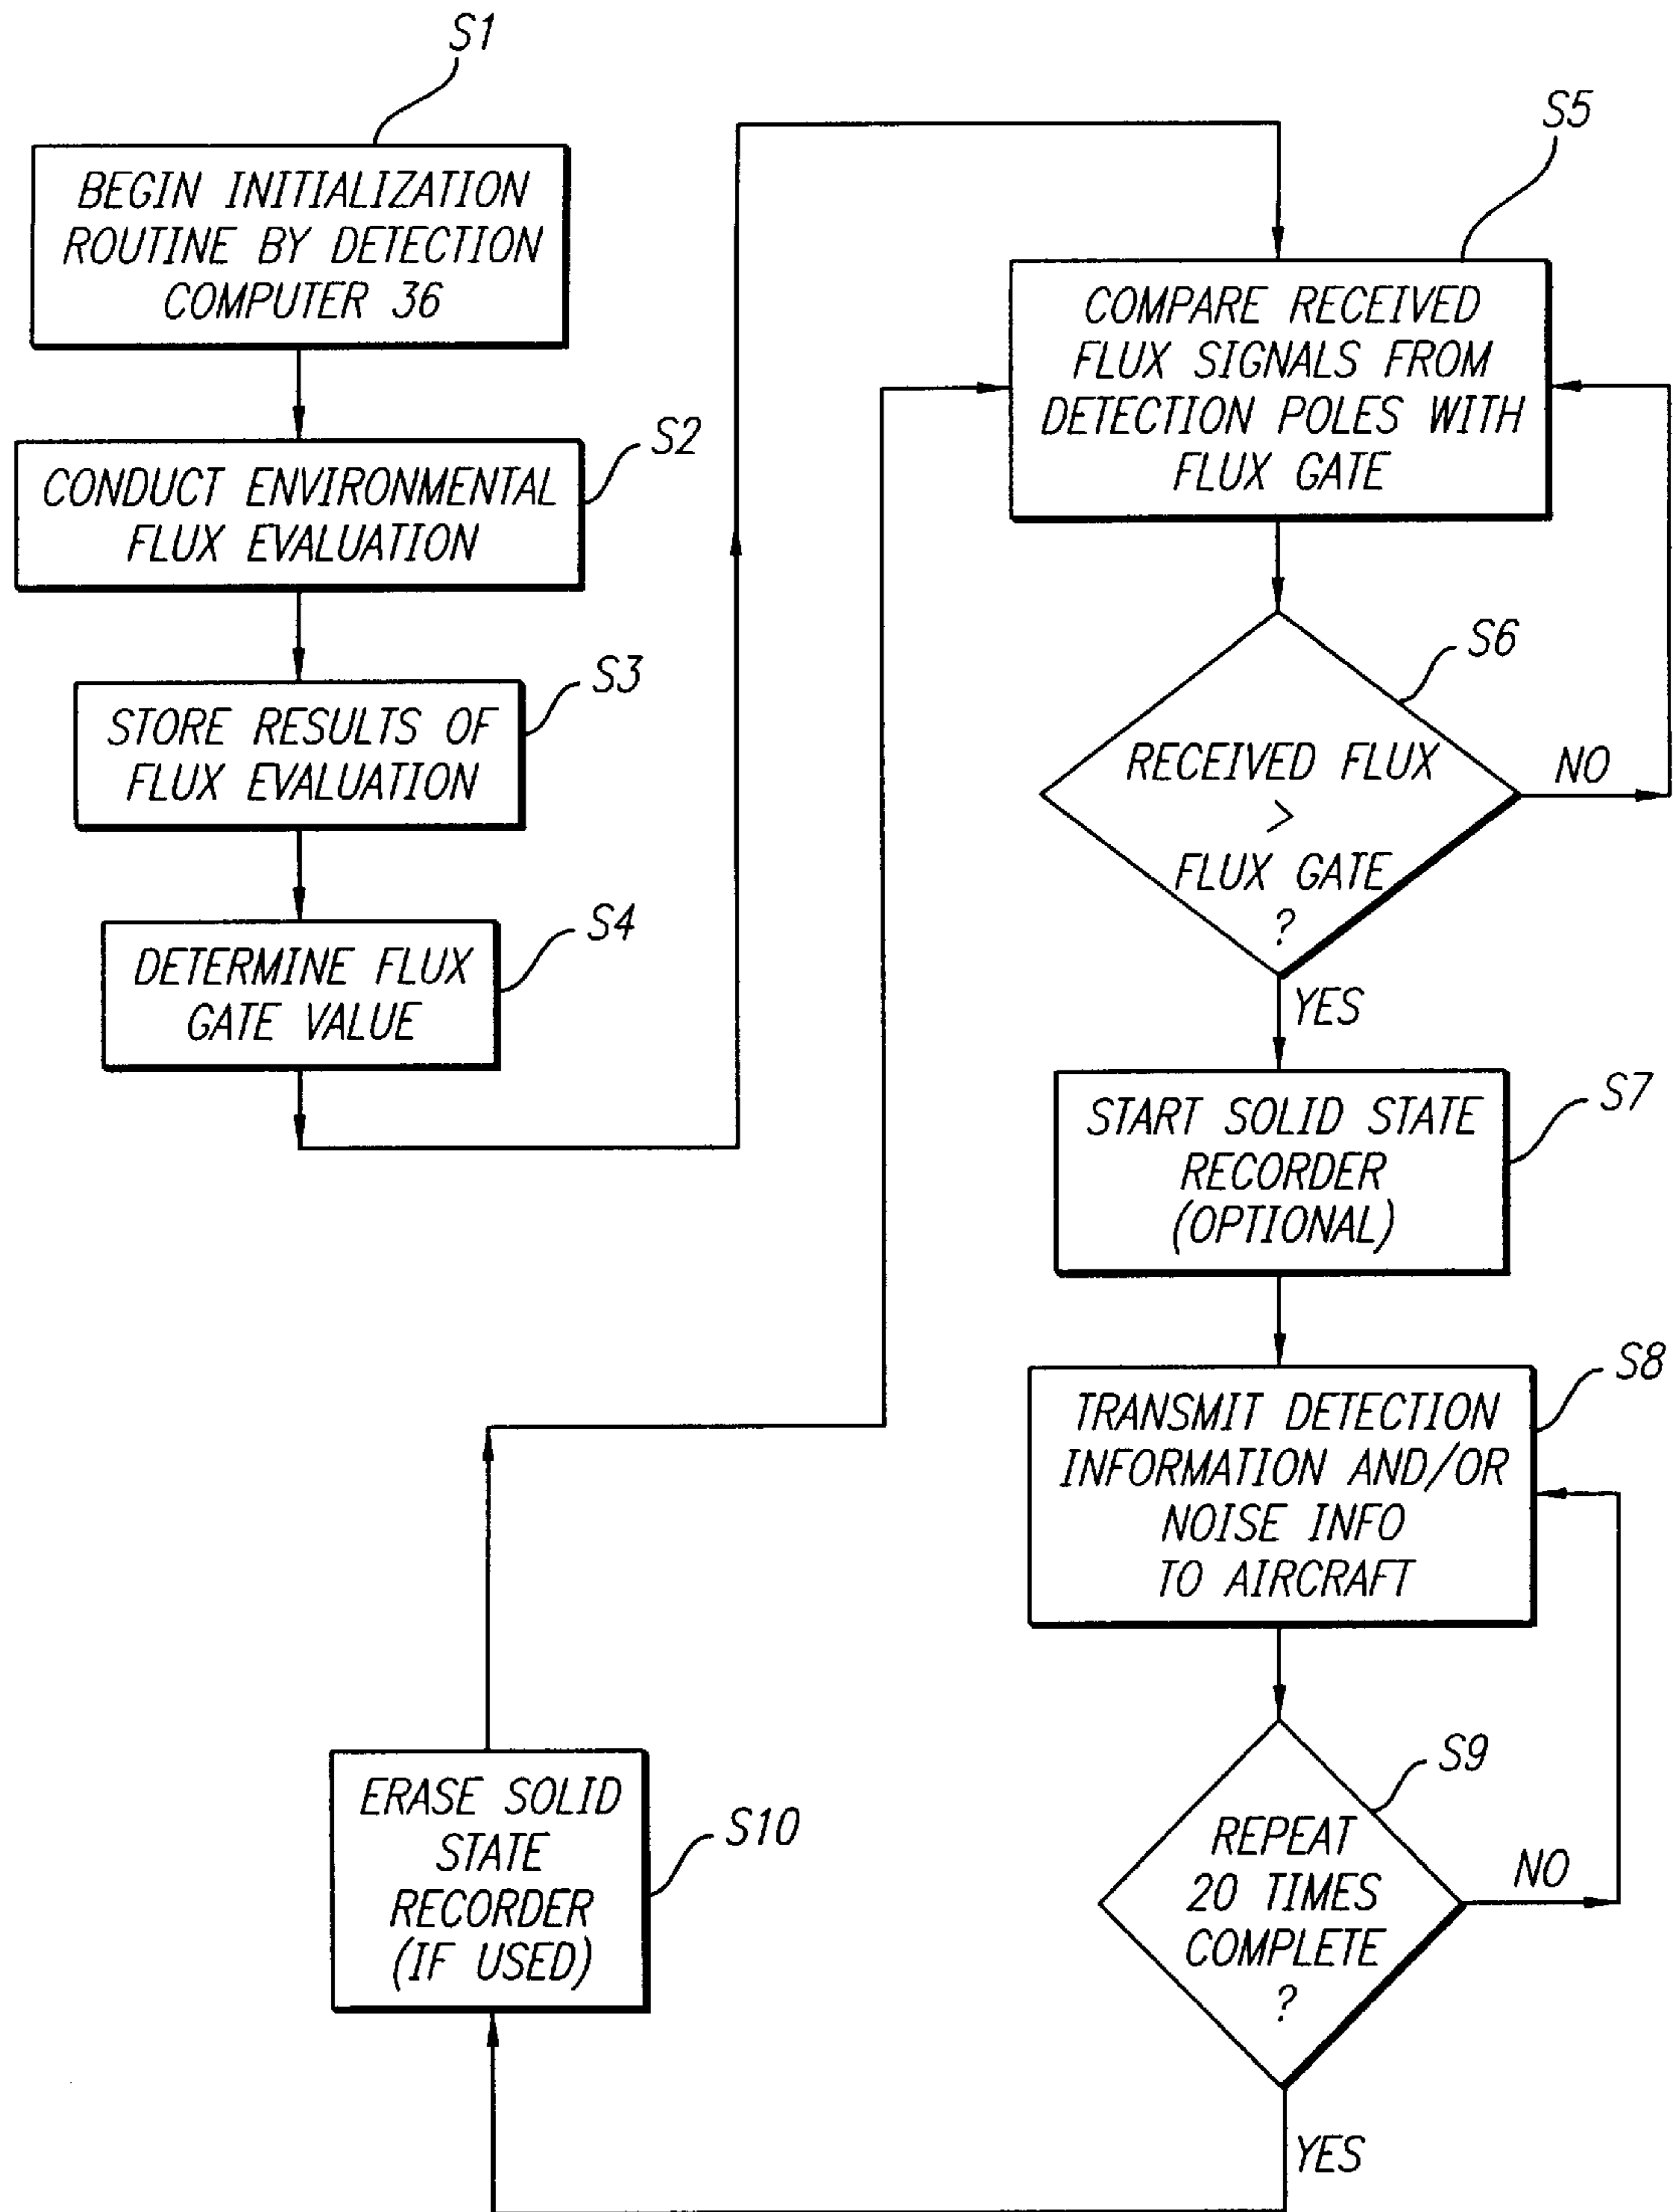 S1
BEGIN INITIALIZATION
ROUTINE BY DETECTION
COMPUTER 36
S2
CONDUCT ENVIRONMENTAL
FLUX EVALUATION
S3
STORE RESULTS OF
FLUX EVALUATION
S4
DETERMINE FLUX
GATE VALUE
S5
COMPARE RECEIVED
FLUX SIGNALS FROM
DETECTION POLES WITH
FLUX GATE
S6
RECEIVED FLUX
>
FLUX GATE
?
NO
YES
S7
START SOLID STATE
RECORDER
(OPTIONAL)
S8
TRANSMIT DETECTION
INFORMATION AND/OR
NOISE INFO
TO AIRCRAFT
S9
REPEAT
20 TIMES
COMPLETE
?
NO
YES
S10
ERASE SOLID
STATE
RECORDER
(IF USED)